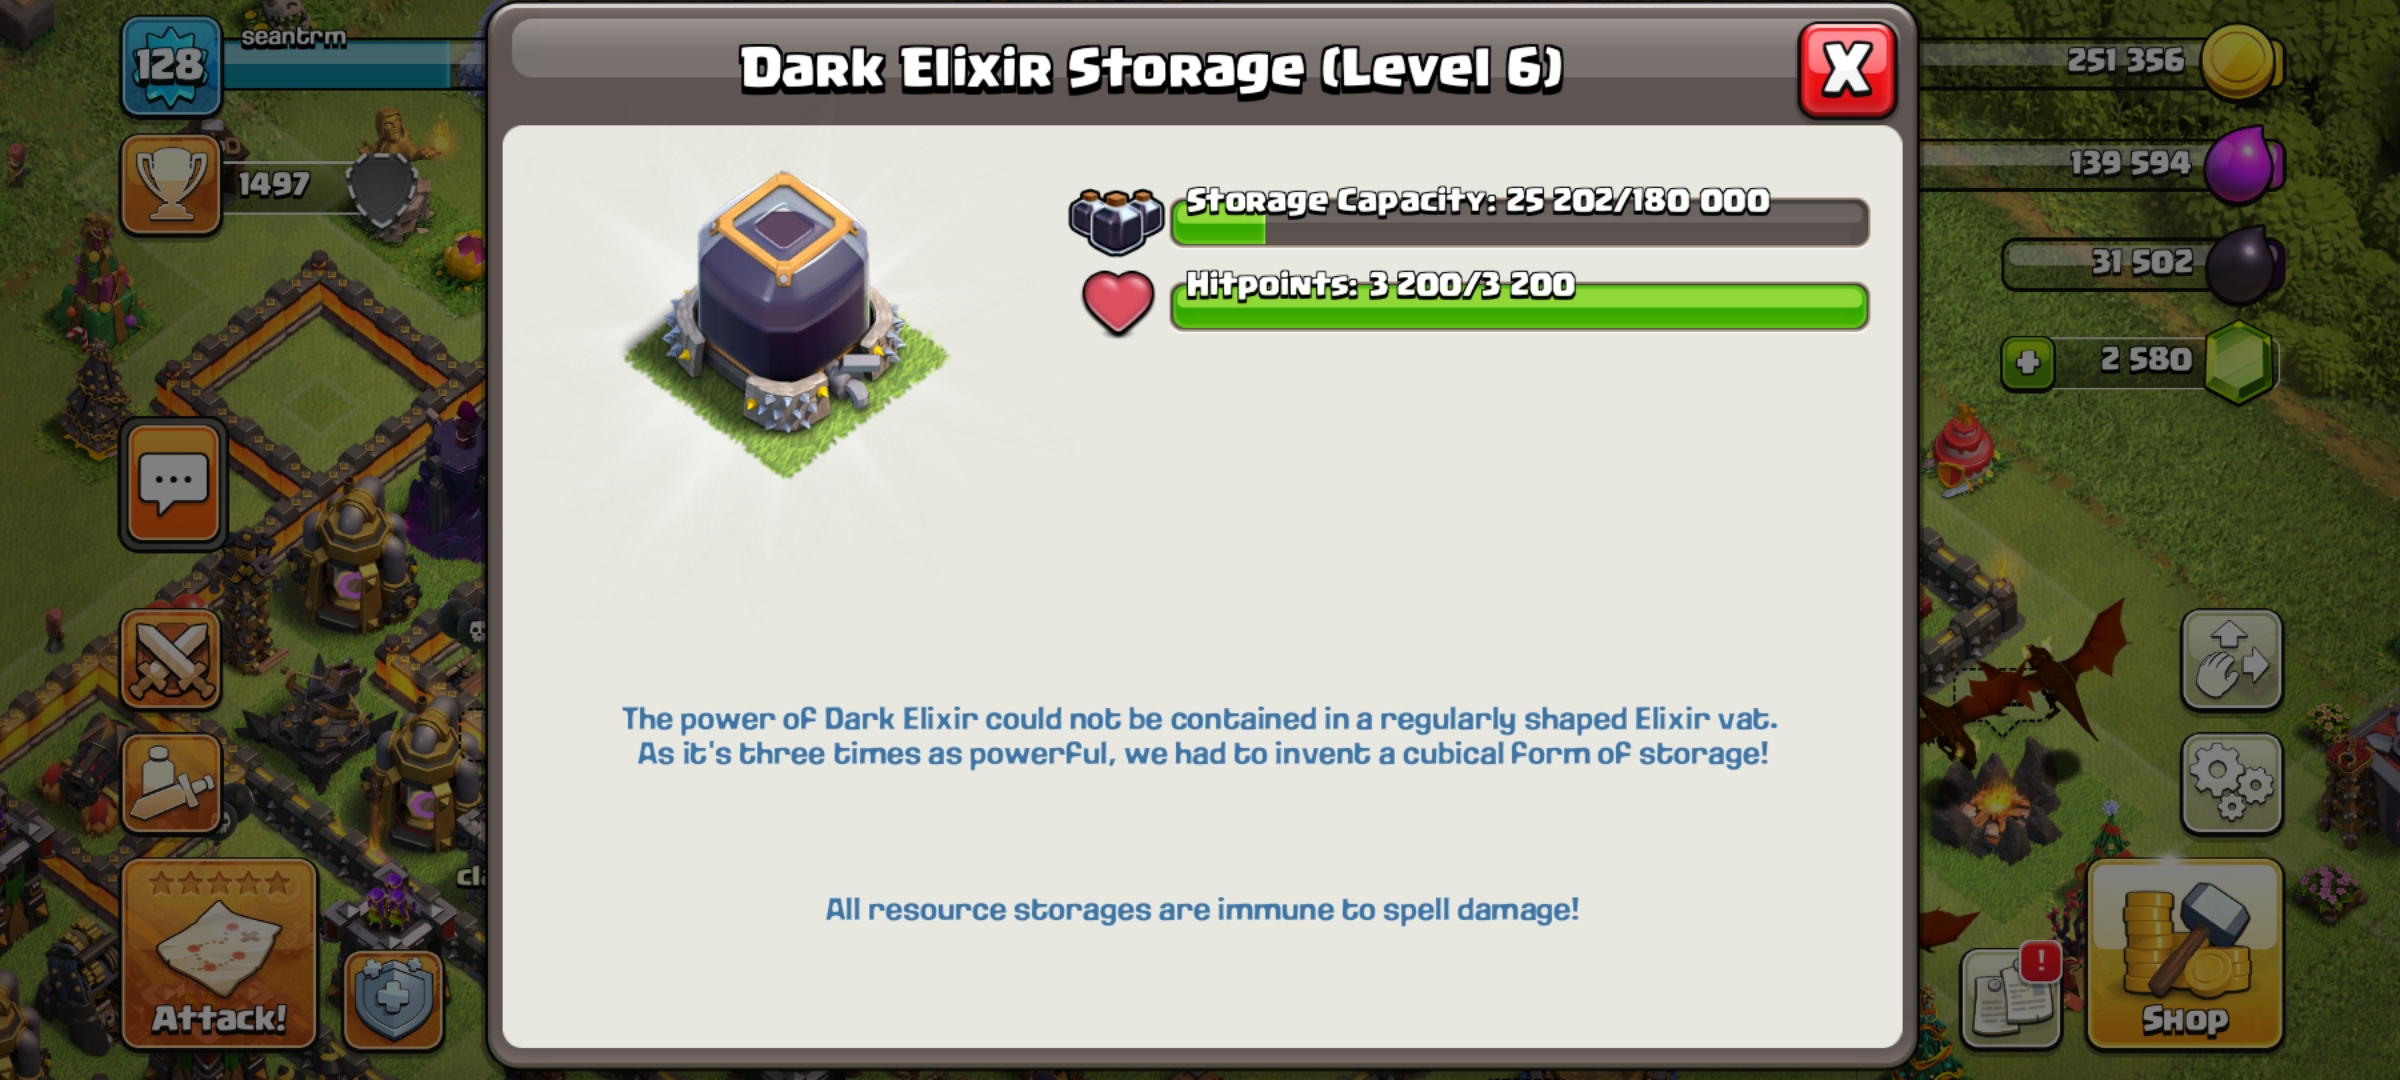 128
seantrm
Dark Elixir Storage (Level 6)
X
251 356
1497
Storage Capacity: 25 202/180 000
139 594
Hitpoints: 3 200/3 200
31 502
2 580
The power of Dark Elixir could not be contained in a regularly shaped Elixir vat.
As it's three times as powerful, we had to invent a cubical form of storage!
All resource storages are immune to spell damage!
!
Attack!
Shop